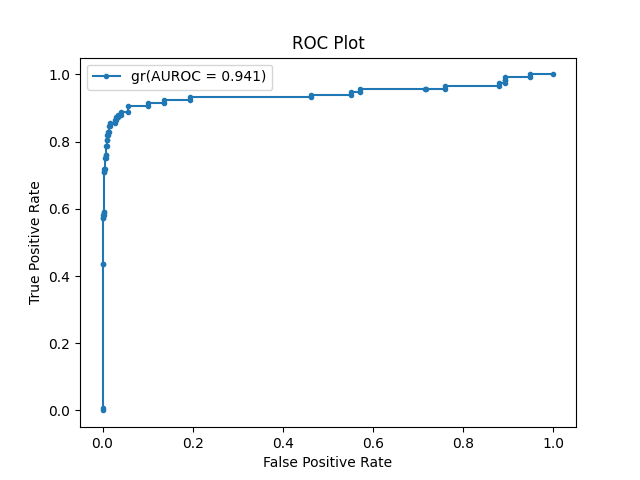 ROC Plot
gr(AUROC = 0.941)
True Positive Rate
1.0
0.8
0.6
0.4
0.2
0.0
0.0 0.2 0.4 0.6 0.8 1.0
False Positive Rate